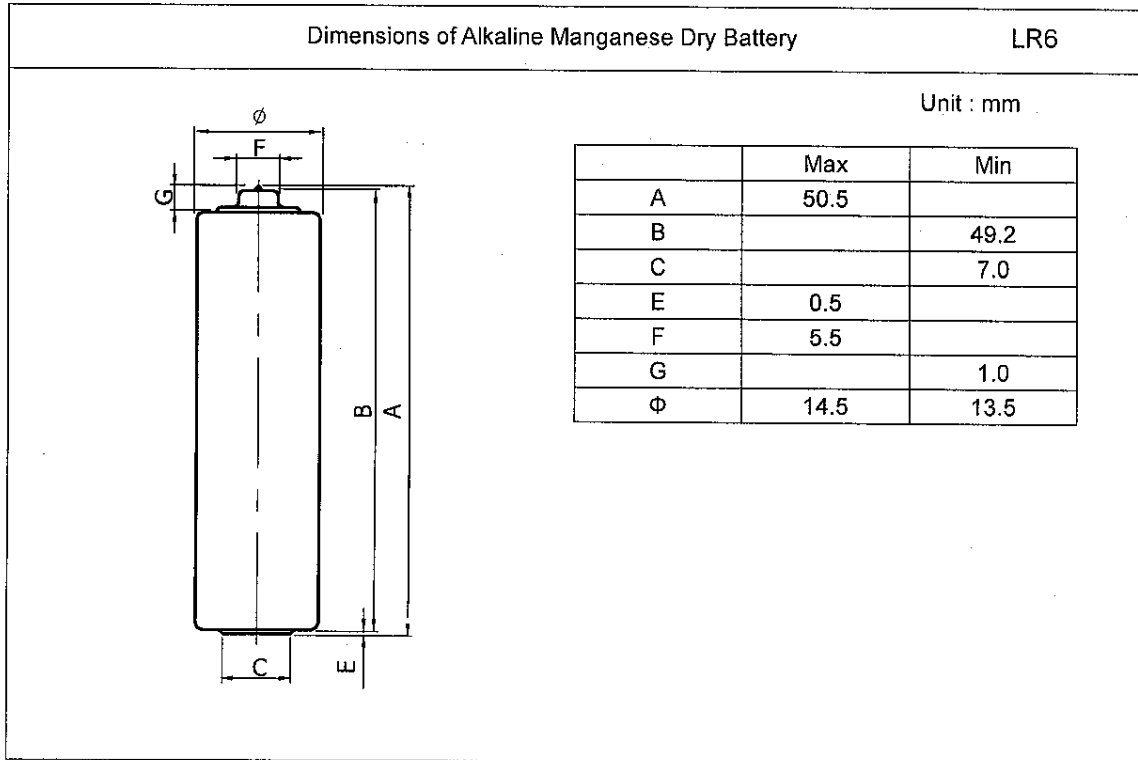 Dimensions of Alkaline Manganese Dry Battery LR6
Unit : mm
Max Min
A 50.5
B 49.2
C 7.0
E 0.5
F 5.5
G 1.0
Φ 14.5 13.5
ø
F
G
B
A
C
E